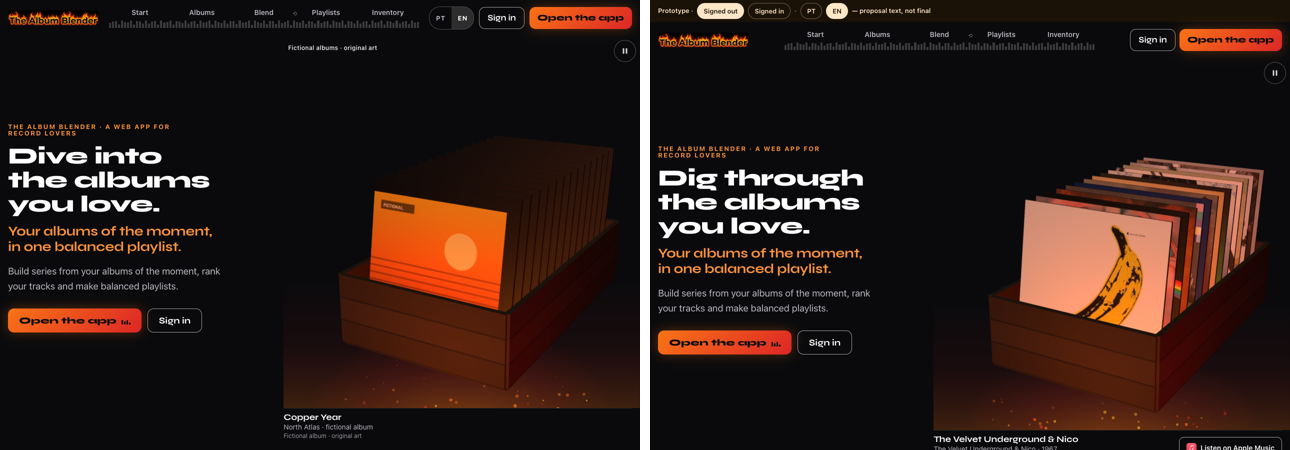 The Album Blender
Start
Albums
Blend
Playlists
Inventory
PT
EN
Sign in
Open the app
Fictional albums · original art
THE ALBUM BLENDER · A WEB APP FOR
RECORD LOVERS
Dive into
the albums
you love.
Your albums of the moment,
in one balanced playlist.
Build series from your albums of the moment, rank
your tracks and make balanced playlists.
Open the app
Sign in
FICTIONAL
Copper Year
North Atlas · fictional album
Fictional album · original art
Prototype ·
Signed out
Signed in
·
PT
EN
— proposal text, not final
The Album Blender
Start
Albums
Blend
Playlists
Inventory
Sign in
Open the app
THE ALBUM BLENDER · A WEB APP FOR
RECORD LOVERS
Dig through
the albums
you love.
Your albums of the moment,
in one balanced playlist.
Build series from your albums of the moment, rank
your tracks and make balanced playlists.
Open the app
Sign in
The Velvet Underground & Nico
The Velvet Underground & Nico · 1967
Listen on Apple Music